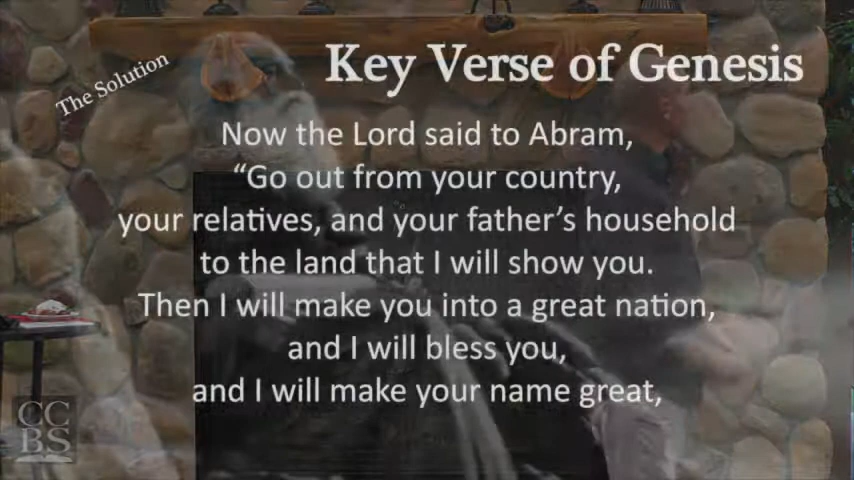 The Solution
Key Verse of Genesis
Now the Lord said to Abram,
“Go out from your country,
your relatives, and your father’s household
to the land that I will show you.
Then I will make you into a great nation,
and I will bless you,
and I will make your name great,
CC
BS